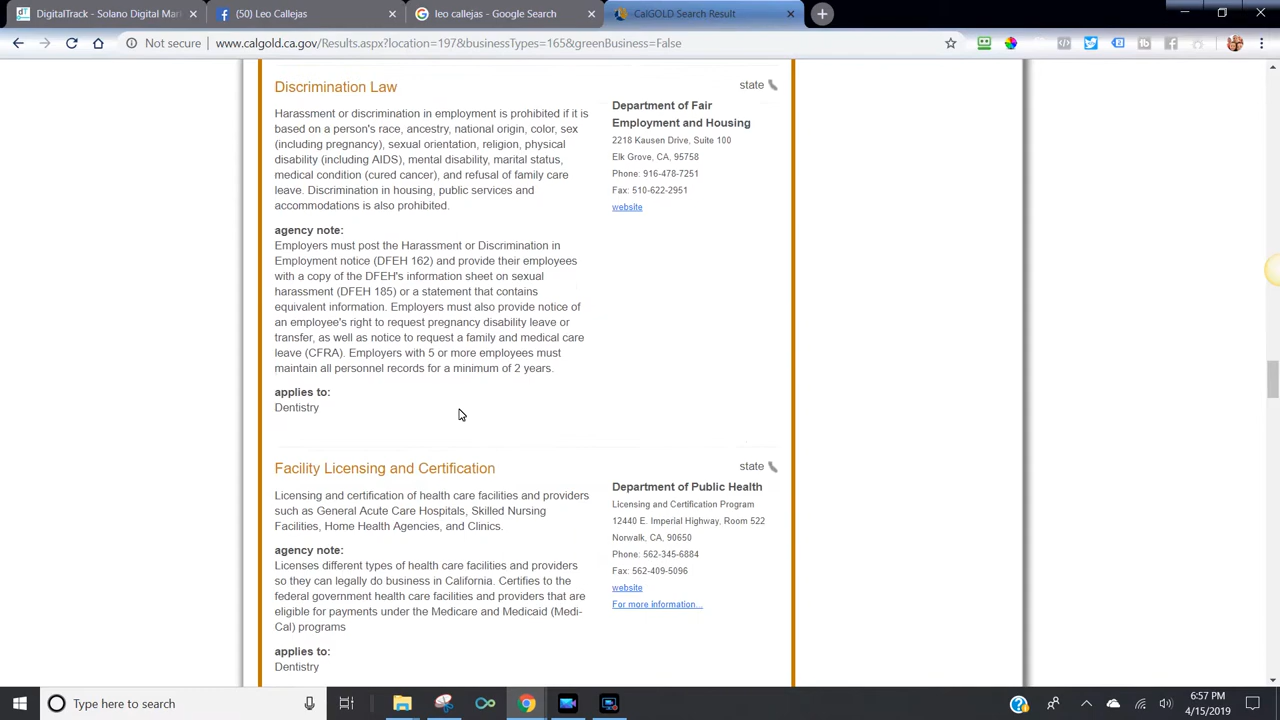 DigitalTrack - Solano Digital Mar
(50) Leo Callejas
leo callejas - Google Search
CalGOLD Search Result
Not secure
www.calgold.ca.gov/Results.aspx?location=197&businessTypes=165&greenBusiness=False
Discrimination Law
state
Harassment or discrimination in employment is prohibited if it is
based on a person's race, ancestry, national origin, color, sex
(including pregnancy), sexual orientation, religion, physical
disability (including AIDS), mental disability, marital status,
medical condition (cured cancer), and refusal of family care
leave. Discrimination in housing, public services and
accommodations is also prohibited.
agency note:
Employers must post the Harassment or Discrimination in
Employment notice (DFEH 162) and provide their employees
with a copy of the DFEH's information sheet on sexual
harassment (DFEH 185) or a statement that contains
equivalent information. Employers must also provide notice of
an employee's right to request pregnancy disability leave or
transfer, as well as notice to request a family and medical care
leave (CFRA). Employers with 5 or more employees must
maintain all personnel records for a minimum of 2 years.
applies to:
Dentistry
Department of Fair
Employment and Housing
2218 Kausen Drive, Suite 100
Elk Grove, CA, 95758
Phone: 916-478-7251
Fax: 510-622-2951
website
Facility Licensing and Certification
state
Licensing and certification of health care facilities and providers
such as General Acute Care Hospitals, Skilled Nursing
Facilities, Home Health Agencies, and Clinics.
agency note:
Licenses different types of health care facilities and providers
so they can legally do business in California. Certifies to the
federal government health care facilities and providers that are
eligible for payments under the Medicare and Medicaid (Medi-
Cal) programs
applies to:
Dentistry
Department of Public Health
Licensing and Certification Program
12440 E. Imperial Highway, Room 522
Norwalk, CA, 90650
Phone: 562-345-6884
Fax: 562-409-5096
website
For more information...
Type here to search
6:57 PM
4/15/2019